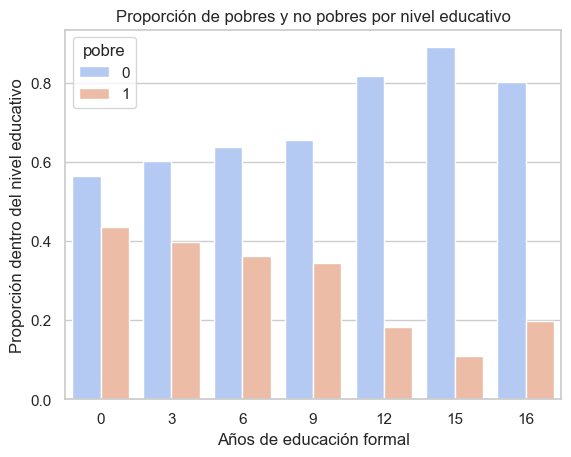 Proporción de pobres y no pobres por nivel educativo
pobre
0
1
Proporción dentro del nivel educativo
0.8
0.6
0.4
0.2
0.0
0 3 6 9 12 15 16
Años de educación formal